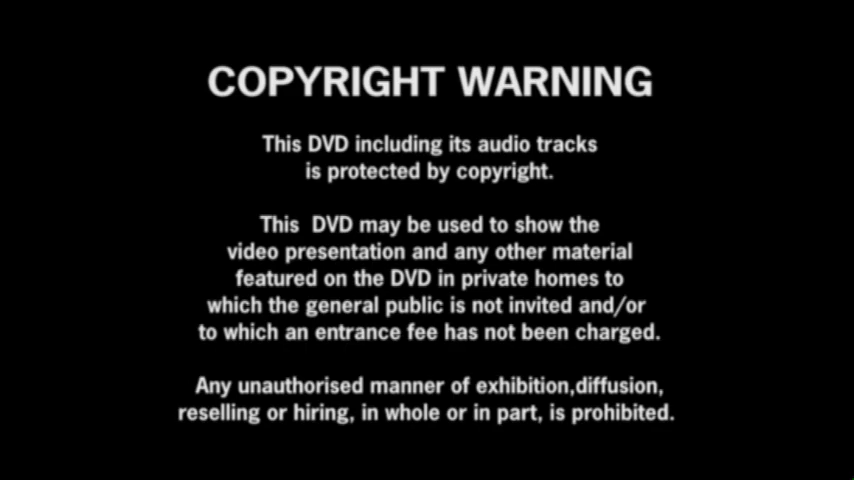 COPYRIGHT WARNING
This DVD including its audio tracks
is protected by copyright.
This  DVD may be used to show the
video presentation and any other material
featured on the DVD in private homes to
which the general public is not invited and/or
to which an entrance fee has not been charged.
Any unauthorised manner of exhibition,diffusion,
reselling or hiring, in whole or in part, is prohibited.